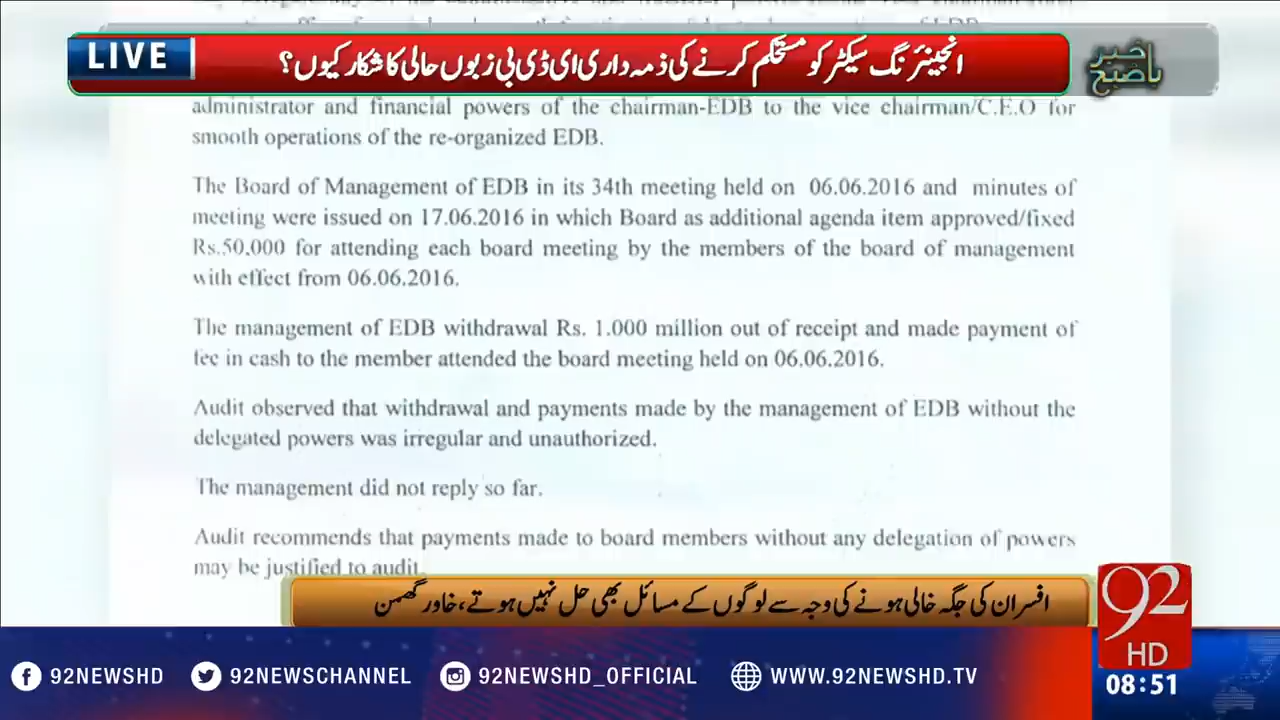 LIVE
انجینئرنگ سیکٹر کو مستحکم کرنے کی ذمہ داری ای ڈی بی زبوں حالی کا شکار کیوں؟
باخبر صبح
administrator and financial powers of the chairman-EDB to the vice chairman/C.E.O for
smooth operations of the re-organized EDB.
The Board of Management of EDB in its 34th meeting held on 06.06.2016 and minutes of
meeting were issued on 17.06.2016 in which Board as additional agenda item approved/fixed
Rs.50,000 for attending each board meeting by the members of the board of management
with effect from 06.06.2016.
The management of EDB withdrawal Rs. 1.000 million out of receipt and made payment of
fee in cash to the member attended the board meeting held on 06.06.2016.
Audit observed that withdrawal and payments made by the management of EDB without the
delegated powers was irregular and unauthorized.
The management did not reply so far.
Audit recommends that payments made to board members without any delegation of powers
may be justified to audit
افسران کی جگہ خالی ہونے کی وجہ سے لوگوں کے مسائل بھی حل نہیں ہوتے، خاور گھمن
92
HD
08:51
92NEWSHD
92NEWSCHANNEL
92NEWSHD_OFFICIAL
WWW.92NEWSHD.TV